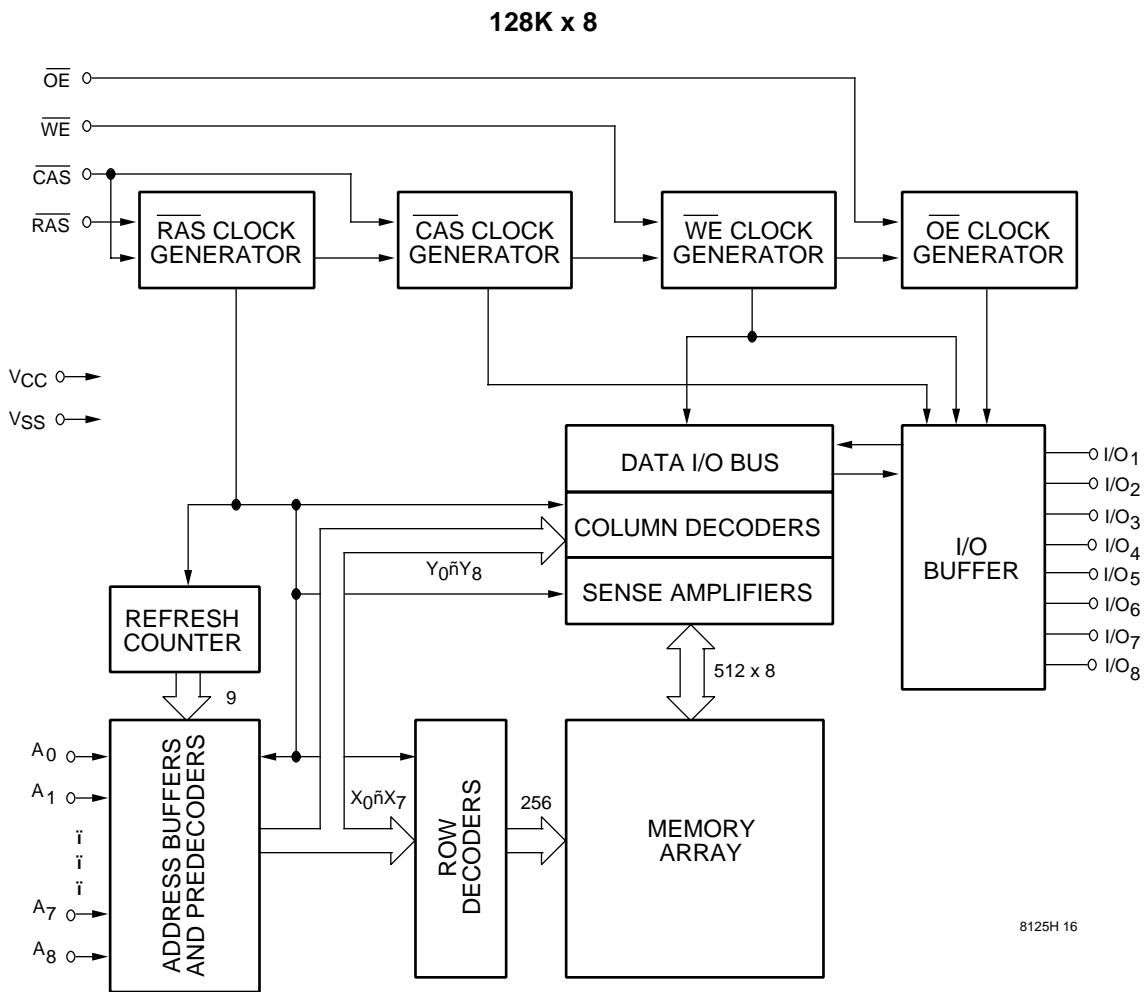 128K x 8
OE
WE
CAS
RAS
RAS CLOCK
GENERATOR
CAS CLOCK
GENERATOR
WE CLOCK
GENERATOR
OE CLOCK
GENERATOR
VCC
VSS
DATA I/O BUS
COLUMN DECODERS
SENSE AMPLIFIERS
Y0ñY8
I/O
BUFFER
I/O1
I/O2
I/O3
I/O4
I/O5
I/O6
I/O7
I/O8
REFRESH
COUNTER
9
512 x 8
A0
A1
ï
ï
ï
A7
A8
ADDRESS BUFFERS
AND PREDECODERS
X0ñX7
ROW
DECODERS
256
MEMORY
ARRAY
8125H 16